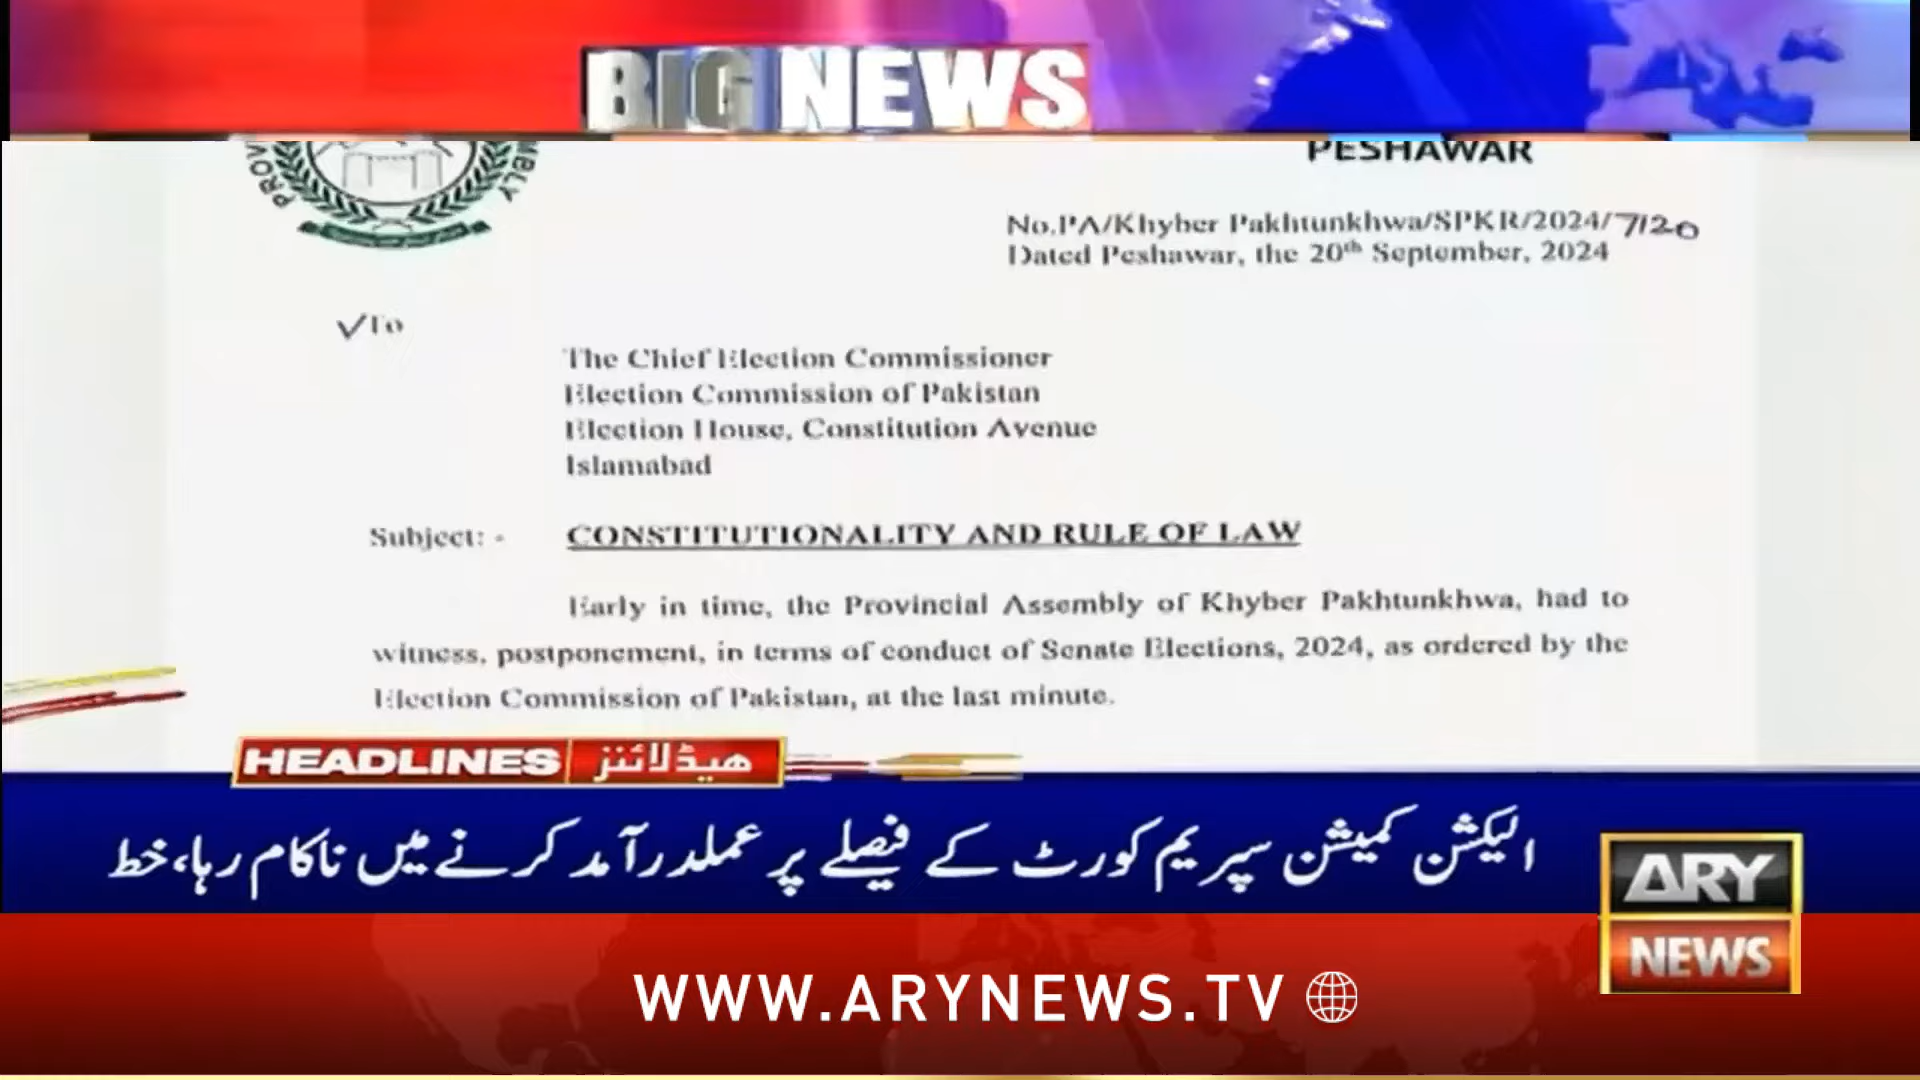 BIG NEWS
PESHAWAR
No.PA/Khyber Pakhtunkhwa/SPKR/2024/7120
Dated Peshawar, the 20th September, 2024
To
The Chief Election Commissioner
Election Commission of Pakistan
Election House, Constitution Avenue
Islamabad
Subject: - CONSTITUTIONALITY AND RULE OF LAW
Early in time, the Provincial Assembly of Khyber Pakhtunkhwa, had to
witness, postponement, in terms of conduct of Senate Elections, 2024, as ordered by the
Election Commission of Pakistan, at the last minute.
HEADLINES ہیڈلائنز
الیکشن کمیشن سپریم کورٹ کے فیصلے پر عملدرآمد کرنے میں ناکام رہا، خط
ARY
NEWS
WWW.ARYNEWS.TV